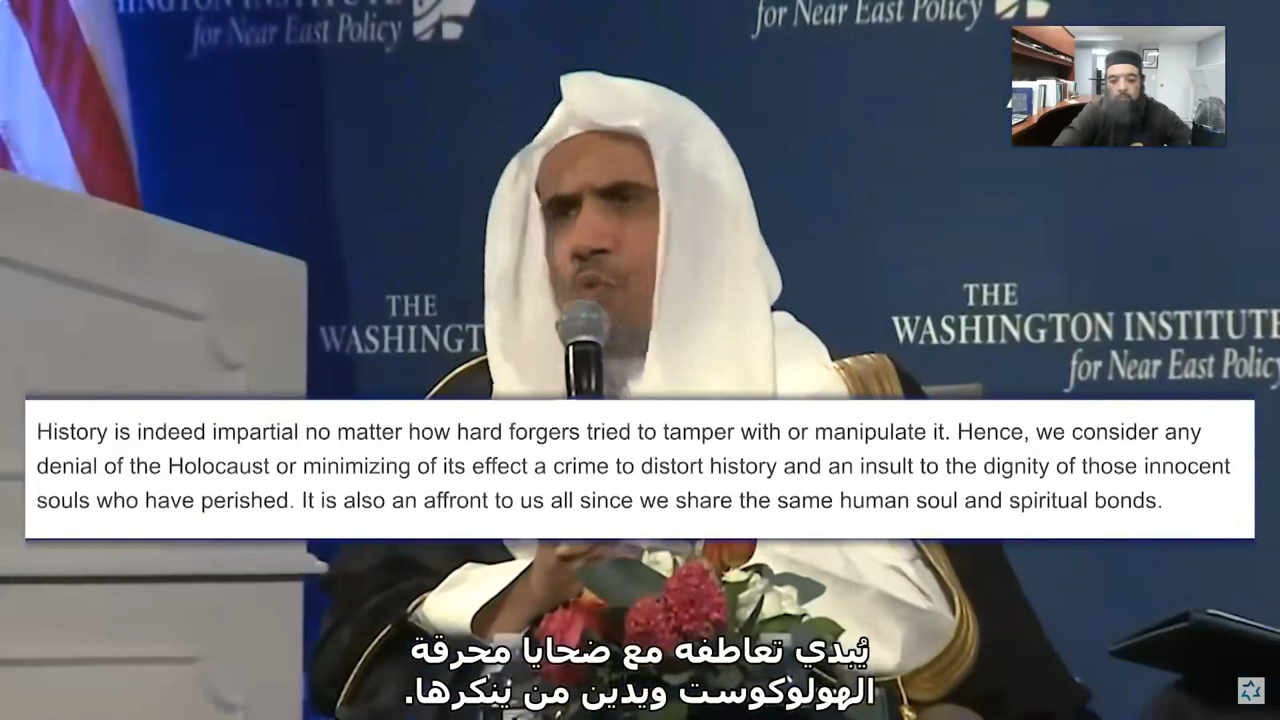 for Near East Policy
for Near East Policy
THE
WASHINGT
THE
WASHINGTON INSTITUTE
for Near East Policy
History is indeed impartial no matter how hard forgers tried to tamper with or manipulate it. Hence, we consider any
denial of the Holocaust or minimizing of its effect a crime to distort history and an insult to the dignity of those innocent
souls who have perished. It is also an affront to us all since we share the same human soul and spiritual bonds.
يُبدي تعاطفه مع ضحايا محرقة
الهولوكوست ويدين من ينكرها.